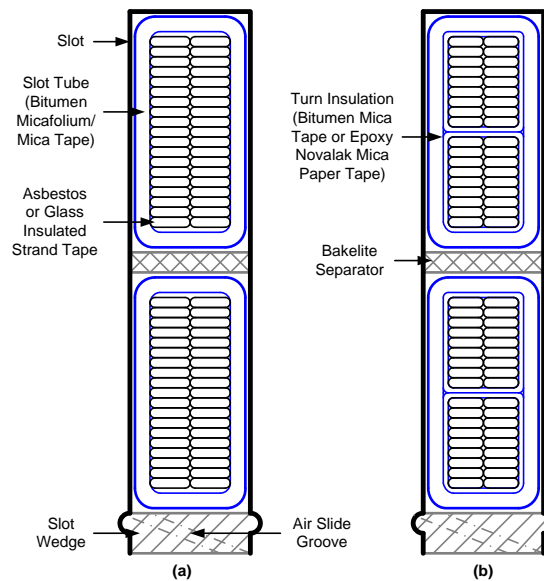 Slot
Slot Tube
(Bitumen
Micafolium/
Mica Tape)
Asbestos
or Glass
Insulated
Strand Tape
Turn Insulation
(Bitumen Mica
Tape or Epoxy
Novalak Mica
Paper Tape)
Bakelite
Separator
Slot
Wedge
Air Slide
Groove
(a)
(b)